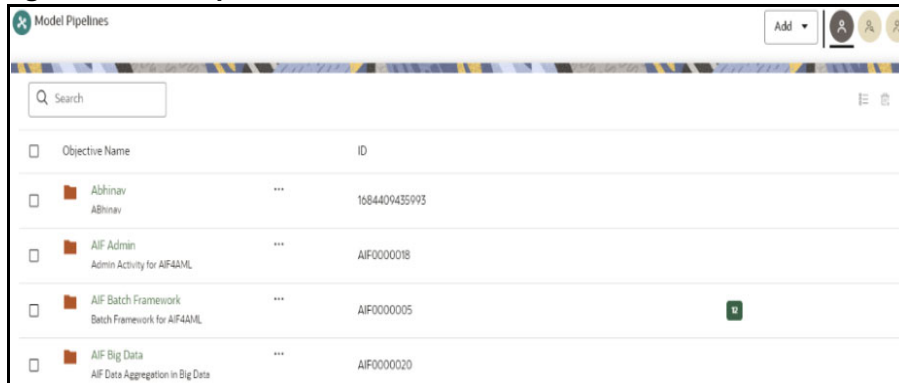 Model Pipelines
Add
Search
Objective Name ID
Abhinav ... 1684409435993
ABhinav
AIF Admin ... AIF0000018
Admin Activity for AIF4AML
AIF Batch Framework ... AIF0000005 12
Batch Framework for AIF4AML
AIF Big Data ... AIF0000020
AIF Data Aggregation in Big Data